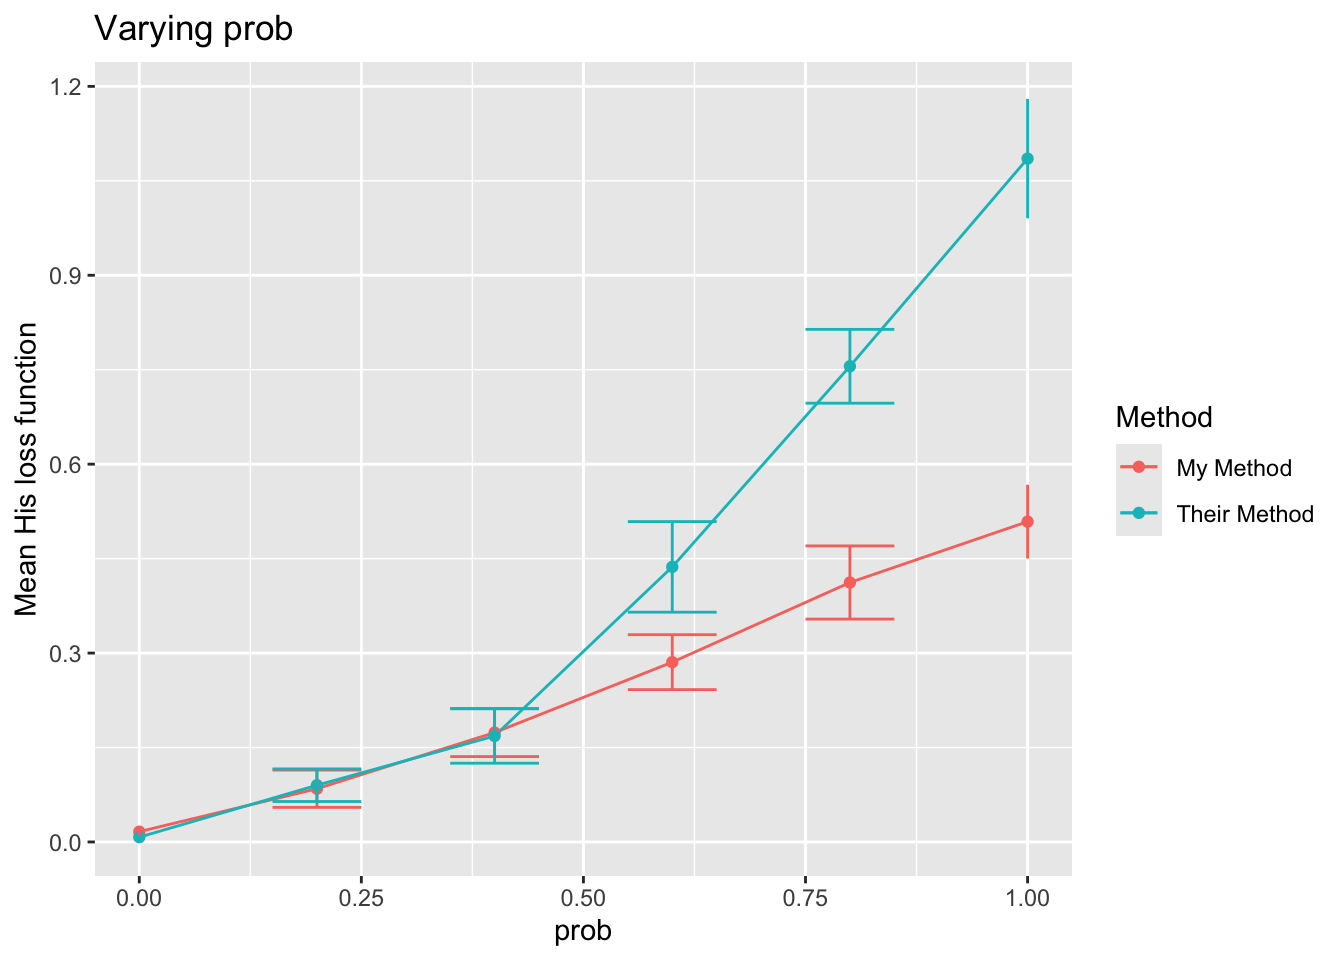 Varying prob
Mean His loss function
1.2
0.9
0.6
0.3
0.0
0.00 0.25 0.50 0.75 1.00
prob
Method
My Method
Their Method